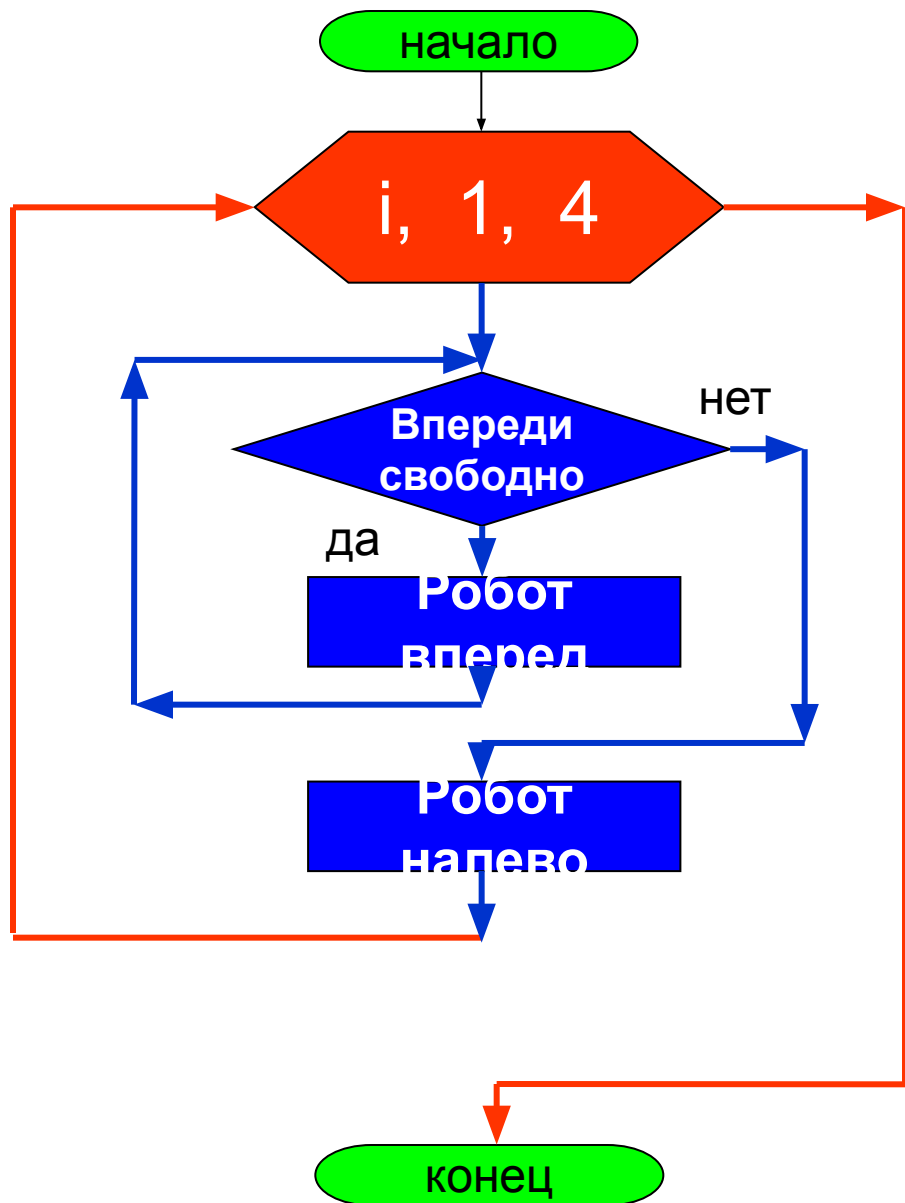 начало
i, 1, 4
Впереди
свободно
нет
да
Робот
вперед
Робот
налево
конец